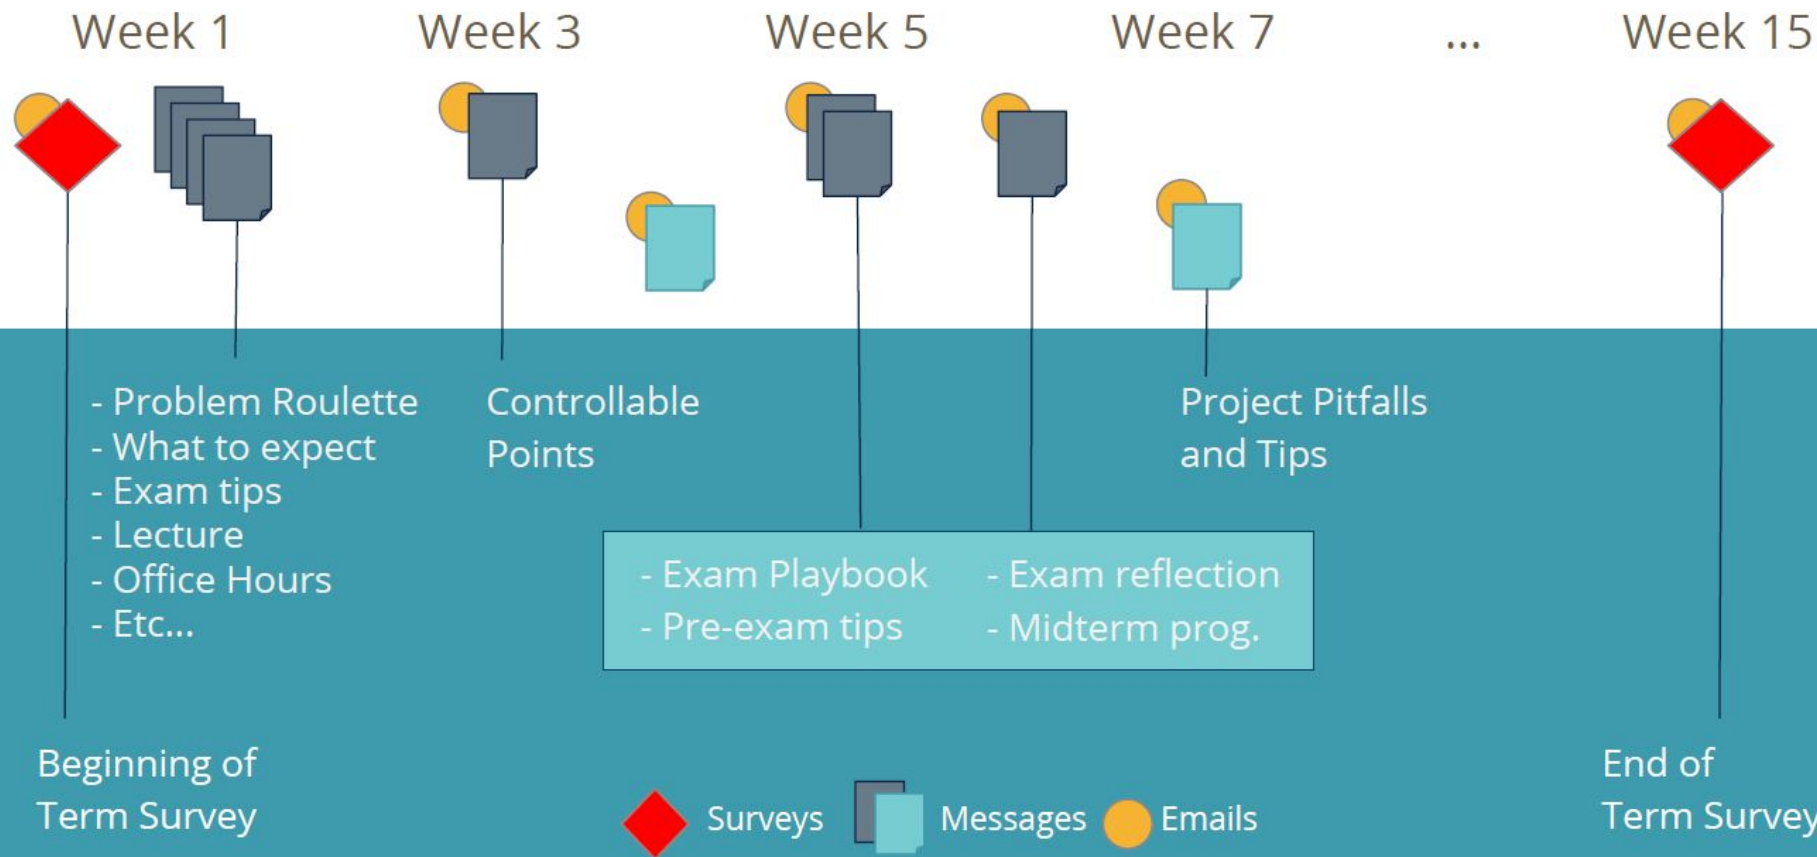 Week 1
Week 3
Week 5
Week 7
...
Week 15
- Problem Roulette
- What to expect
- Exam tips
- Lecture
- Office Hours
- Etc...
Controllable
Points
Project Pitfalls
and Tips
- Exam Playbook
- Pre-exam tips
- Exam reflection
- Midterm prog.
Beginning of
Term Survey
Surveys
Messages
Emails
End of
Term Survey